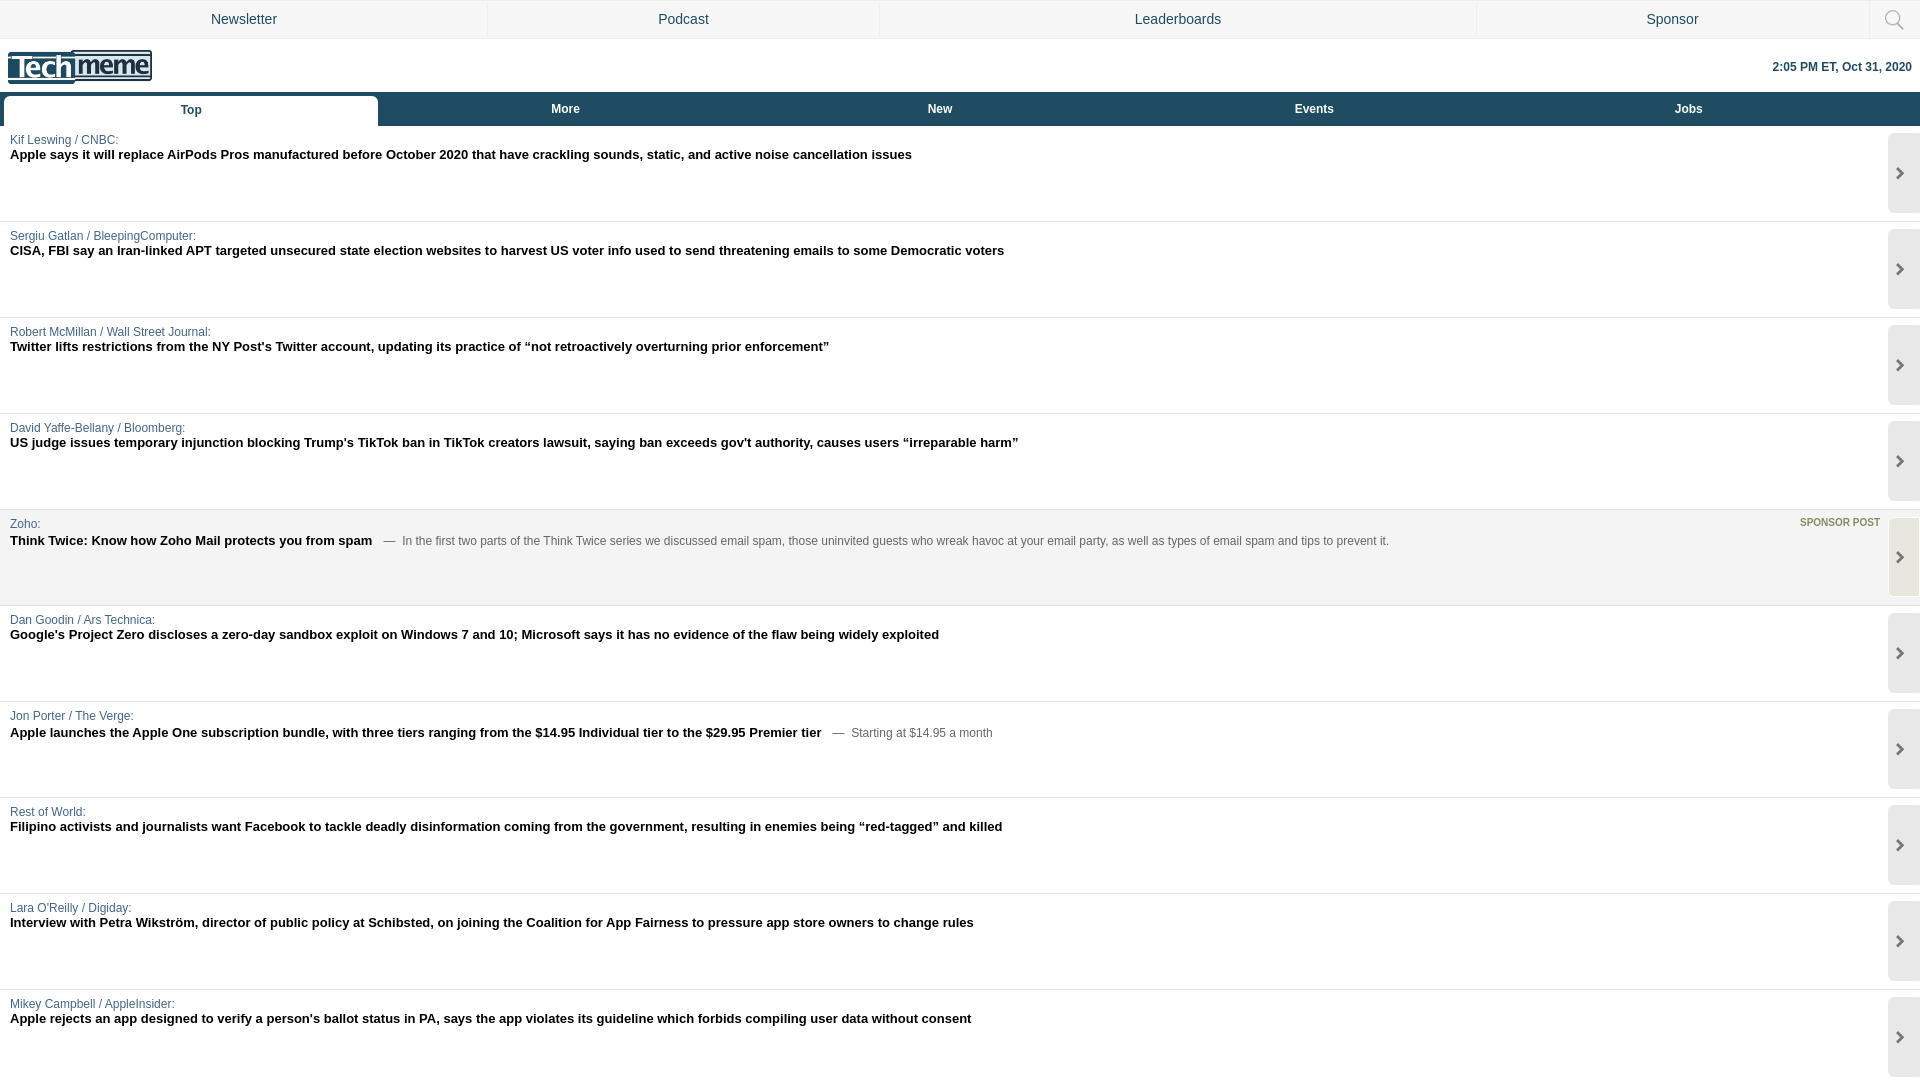 Newsletter
Podcast
Leaderboards
Sponsor
Techmeme
2:05 PM ET, Oct 31, 2020
Top
More
New
Events
Jobs
Kif Leswing / CNBC:
Apple says it will replace AirPods Pros manufactured before October 2020 that have crackling sounds, static, and active noise cancellation issues
Sergiu Gatlan / BleepingComputer:
CISA, FBI say an Iran-linked APT targeted unsecured state election websites to harvest US voter info used to send threatening emails to some Democratic voters
Robert McMillan / Wall Street Journal:
Twitter lifts restrictions from the NY Post's Twitter account, updating its practice of “not retroactively overturning prior enforcement”
David Yaffe-Bellany / Bloomberg:
US judge issues temporary injunction blocking Trump's TikTok ban in TikTok creators lawsuit, saying ban exceeds gov't authority, causes users “irreparable harm”
Zoho:
SPONSOR POST
Think Twice: Know how Zoho Mail protects you from spam — In the first two parts of the Think Twice series we discussed email spam, those uninvited guests who wreak havoc at your email party, as well as types of email spam and tips to prevent it.
Dan Goodin / Ars Technica:
Google's Project Zero discloses a zero-day sandbox exploit on Windows 7 and 10; Microsoft says it has no evidence of the flaw being widely exploited
Jon Porter / The Verge:
Apple launches the Apple One subscription bundle, with three tiers ranging from the $14.95 Individual tier to the $29.95 Premier tier — Starting at $14.95 a month
Rest of World:
Filipino activists and journalists want Facebook to tackle deadly disinformation coming from the government, resulting in enemies being “red-tagged” and killed
Lara O'Reilly / Digiday:
Interview with Petra Wikström, director of public policy at Schibsted, on joining the Coalition for App Fairness to pressure app store owners to change rules
Mikey Campbell / AppleInsider:
Apple rejects an app designed to verify a person's ballot status in PA, says the app violates its guideline which forbids compiling user data without consent